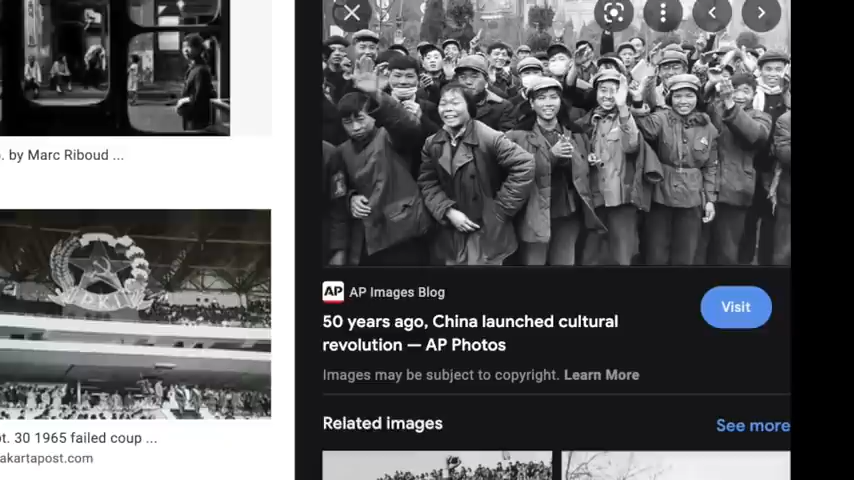 . by Marc Riboud ...
PKI
t. 30 1965 failed coup ...
akartapost.com
AP AP Images Blog
Visit
50 years ago, China launched cultural
revolution — AP Photos
Images may be subject to copyright. Learn More
Related images
See more